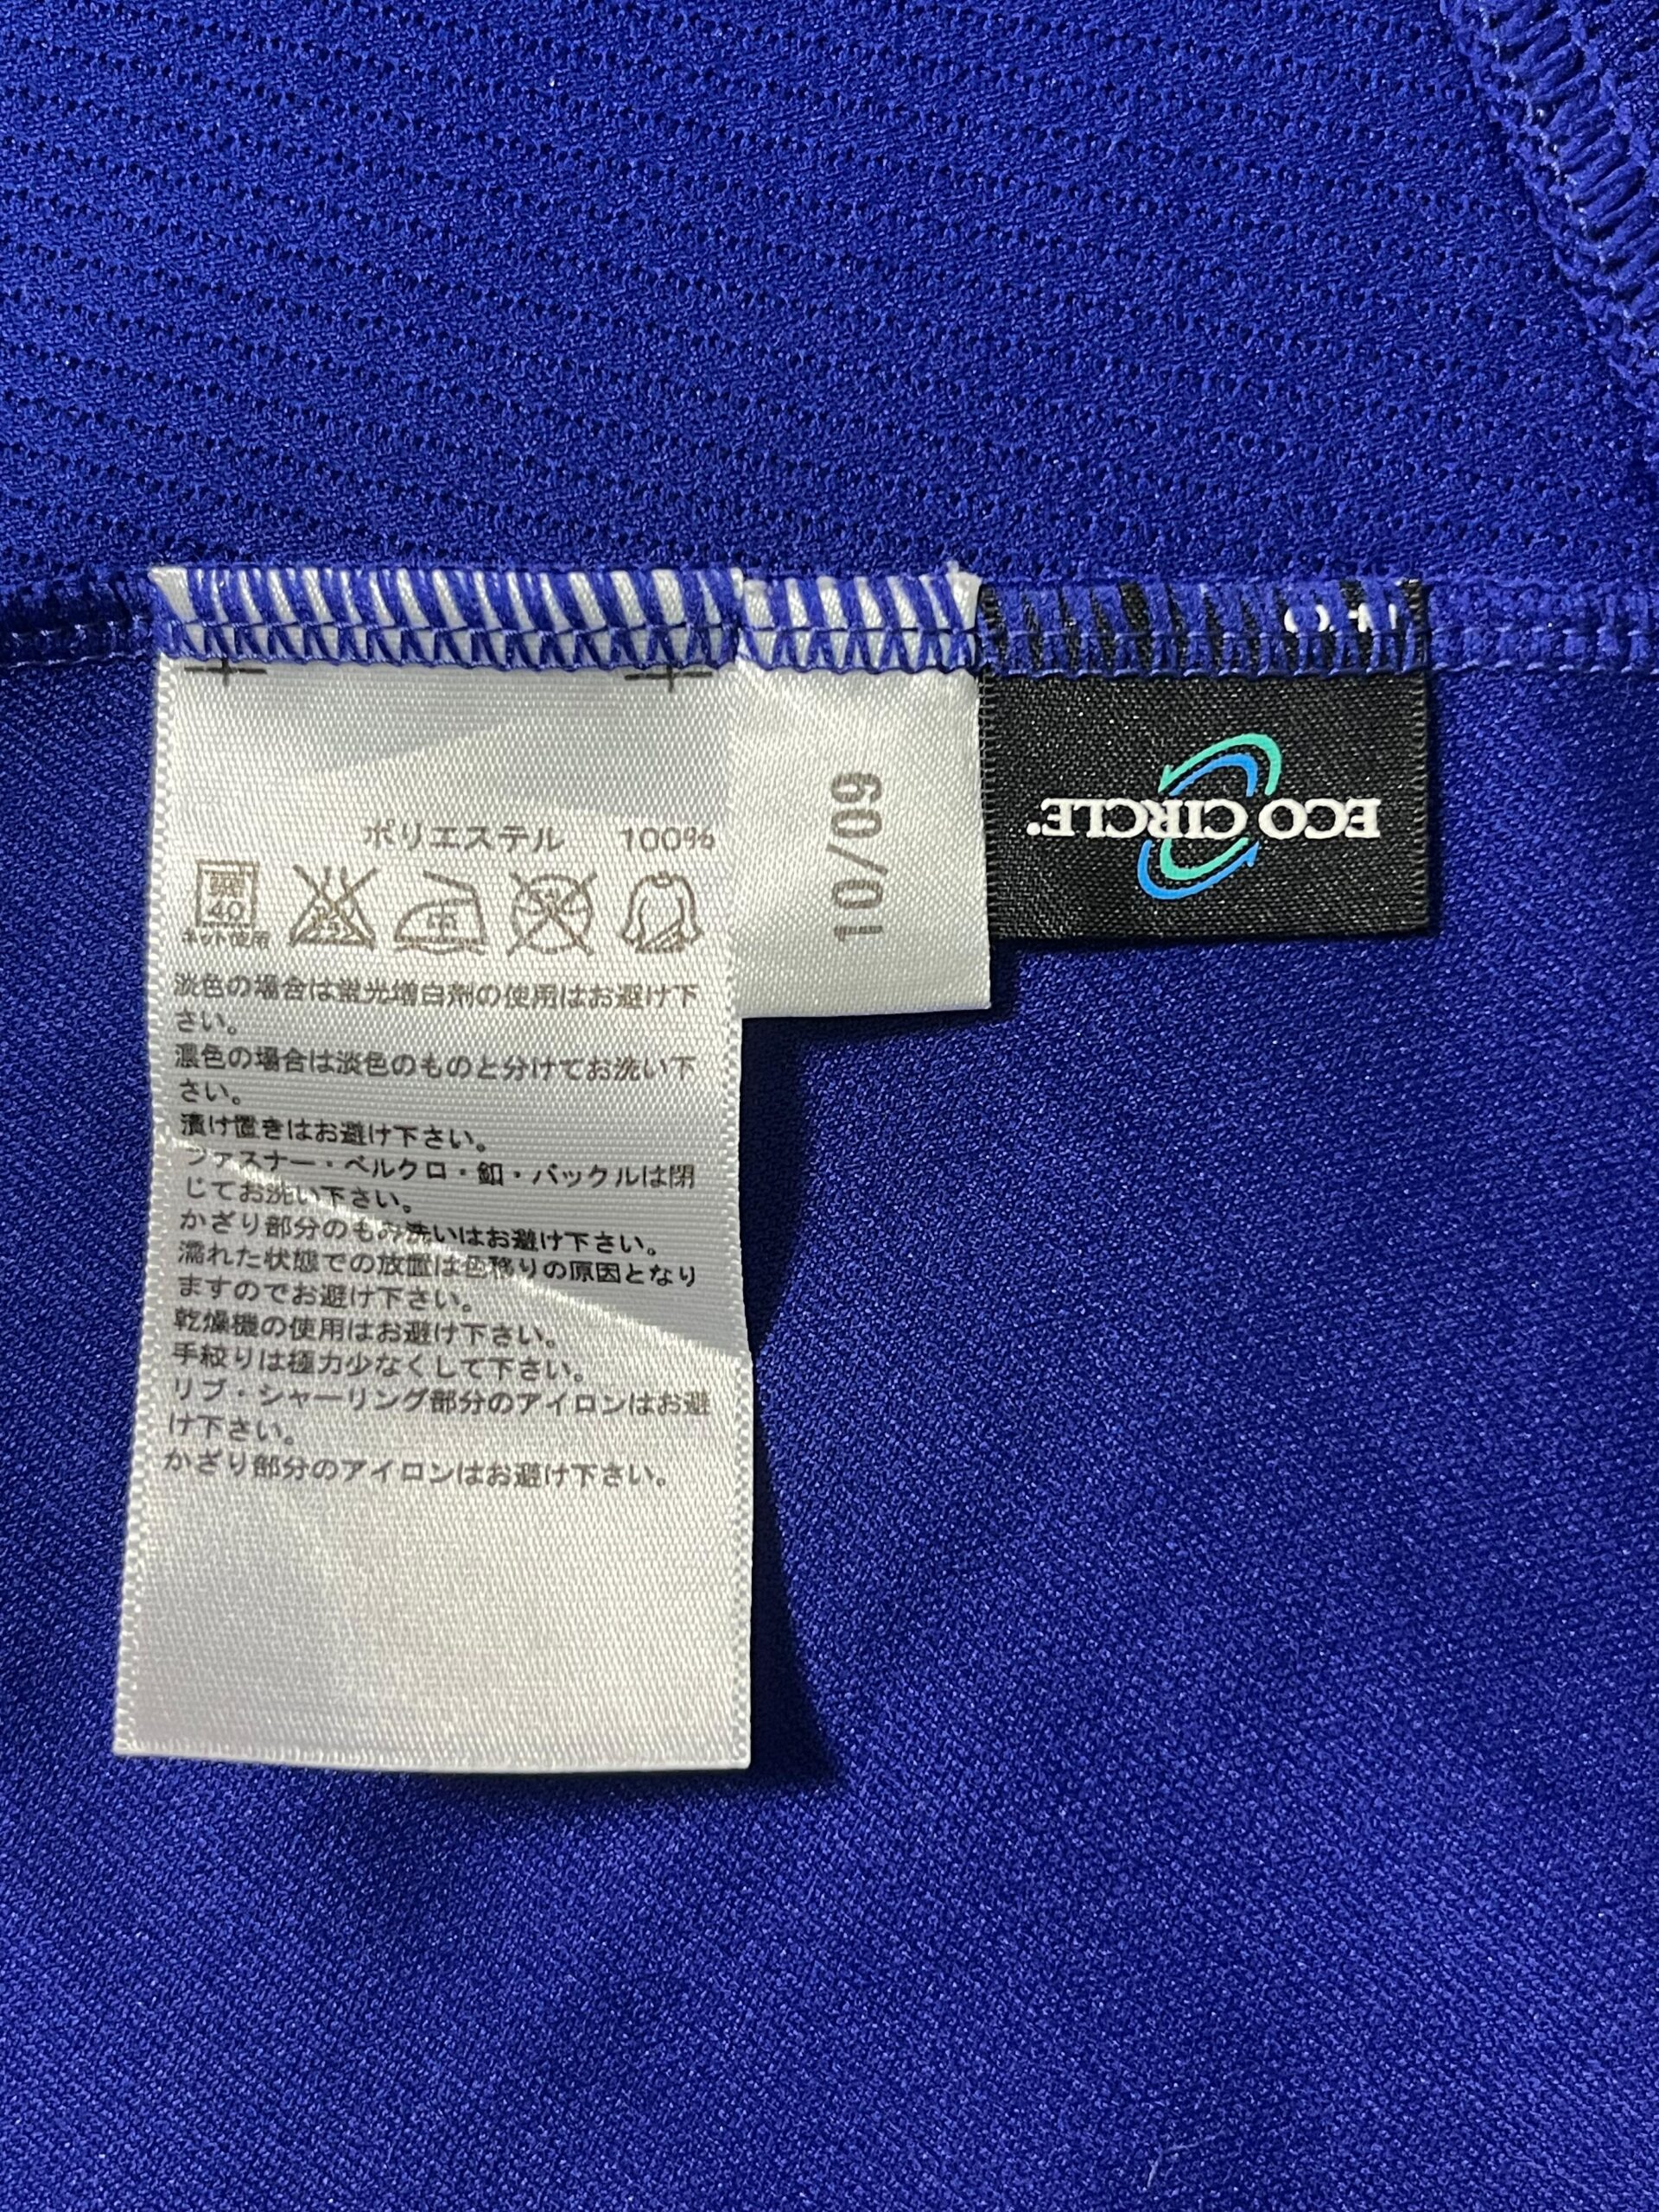 ポリエステル 100%
40
ネット使用
淡色の場合は蛍光増白剤の使用はお避け下
さい。
濃色の場合は淡色のものと分けてお洗い下
さい。
漬け置きはお避け下さい。
ファスナー・ベルクロ・釦・バックルは閉
じてお洗い下さい。
かざり部分のもみ洗いはお避け下さい。
濡れた状態での放置は色移りの原因となり
ますのでお避け下さい。
乾燥機の使用はお避け下さい。
手絞りは極力少なくして下さい。
リブ・シャーリング部分のアイロンはお避
け下さい。
かざり部分のアイロンはお避け下さい。
10/09
ECO CIRCLE®